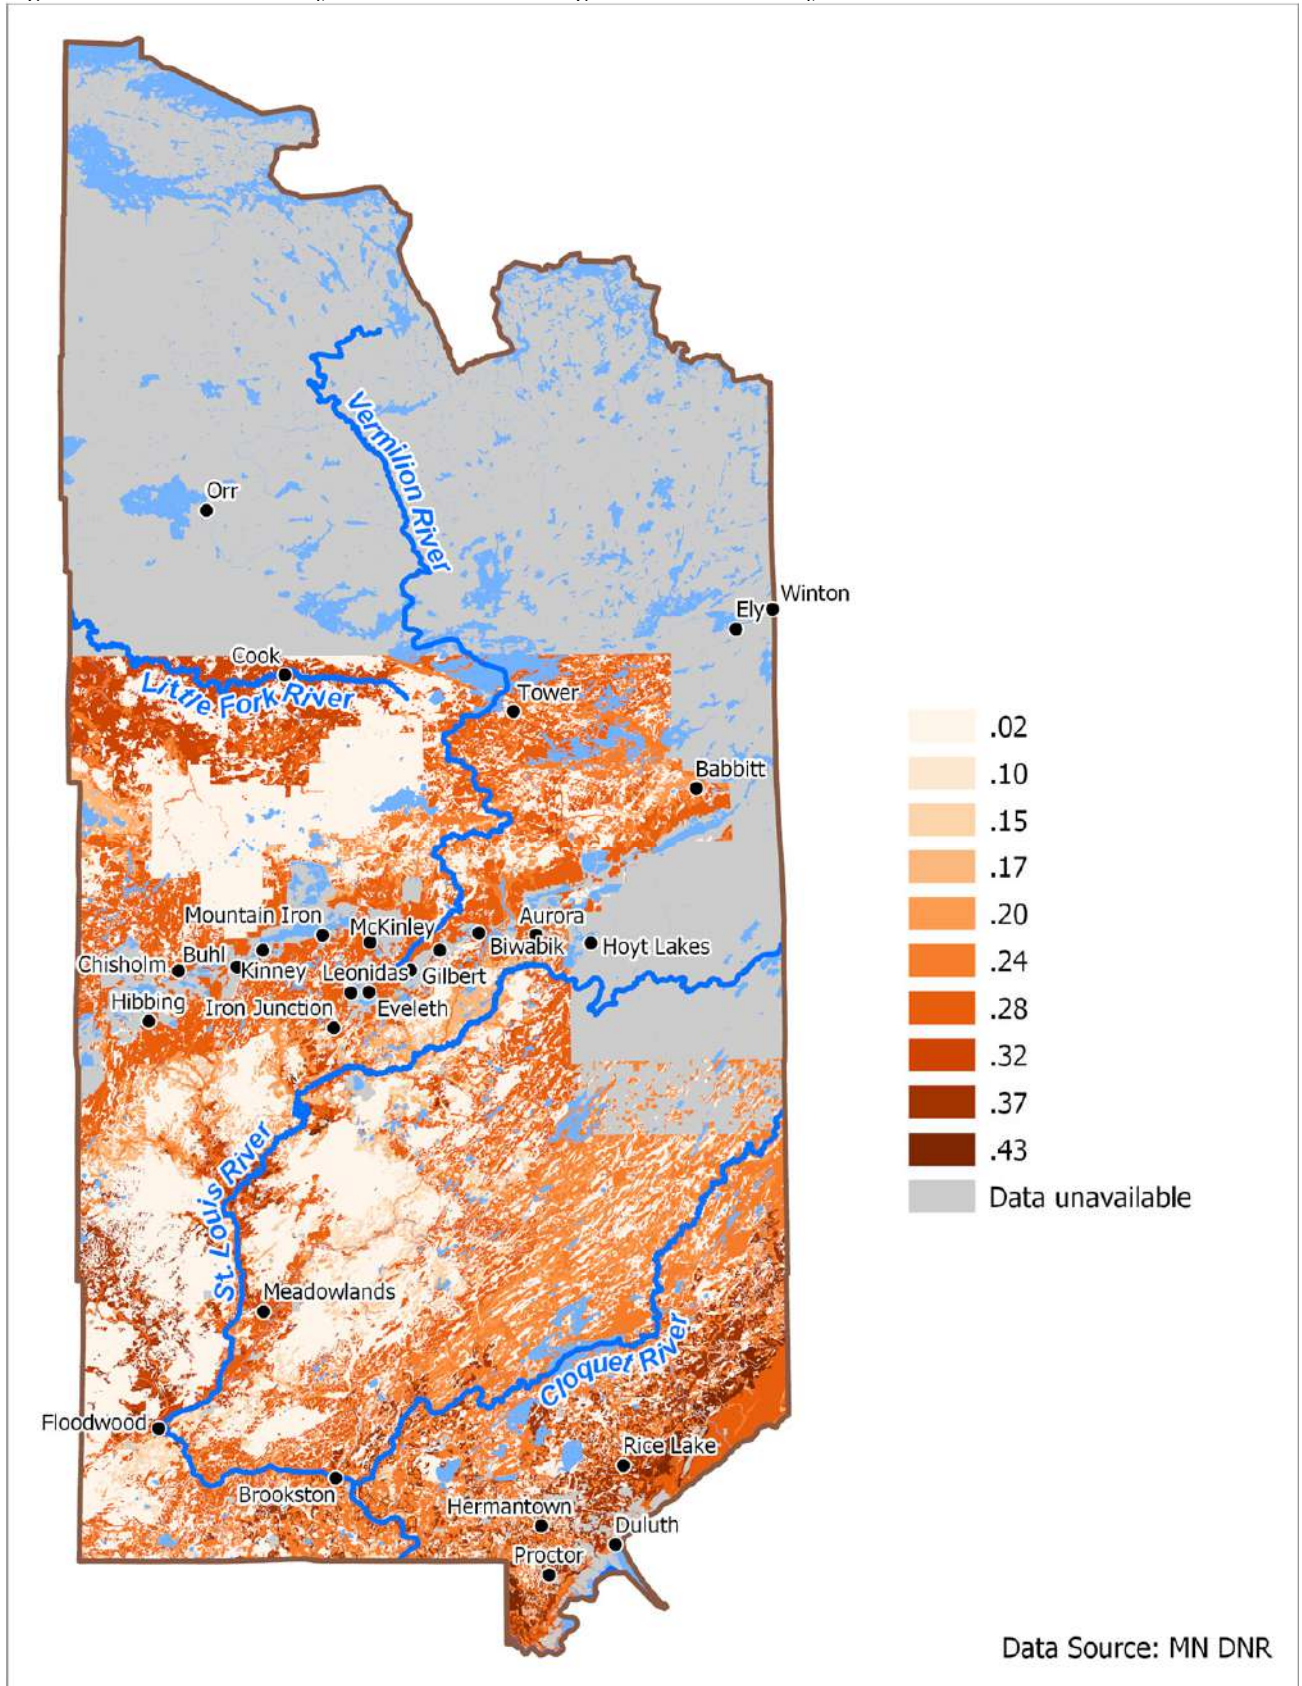 Vermilion River
Orr
Winton
Ely
Cook
Little Fork River
Tower
.02
.10
Babbitt
.15
.17
.20
Mountain Iron
McKinley
Aurora
Buhl
Biwabik
Hoyt Lakes
.24
Chisholm
Kinney
Leonidas
Gilbert
Hibbing
Iron Junction
Eveleth
.28
.32
.37
.43
St. Louis River
Data unavailable
Meadowlands
Cloquet River
Floodwood
Rice Lake
Brookston
Hermantown
Duluth
Proctor
Data Source: MN DNR